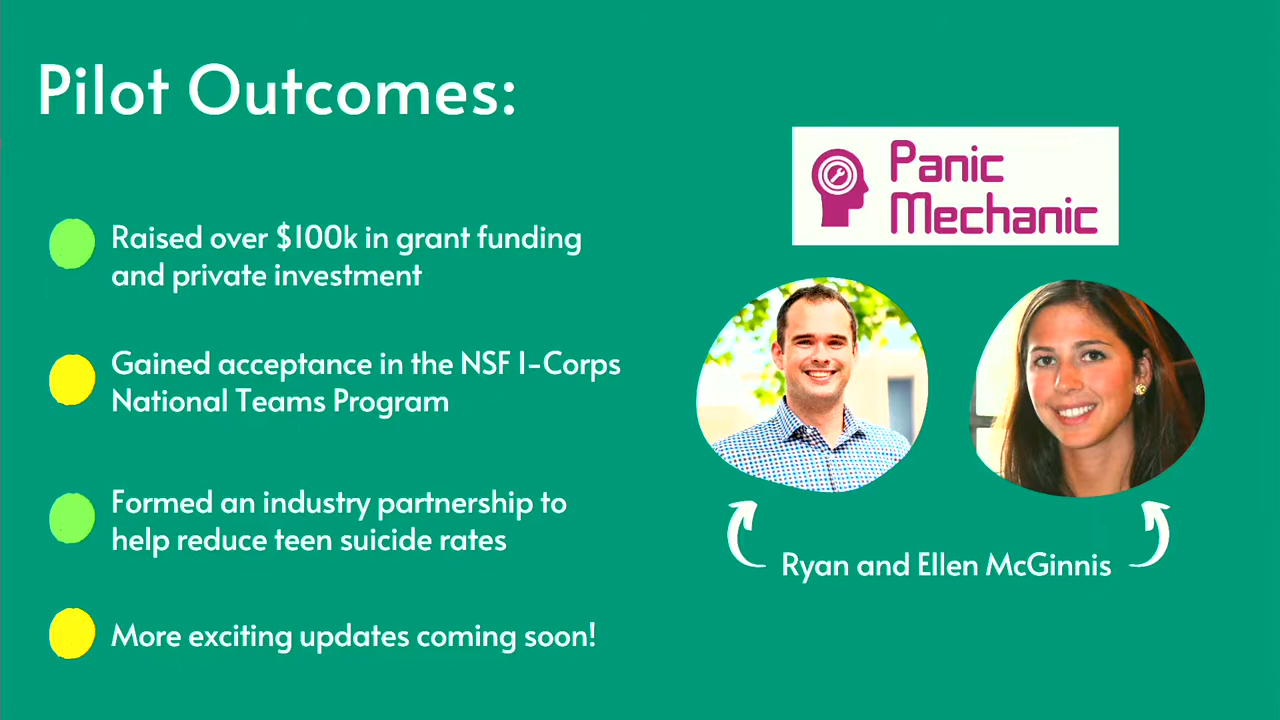 Pilot Outcomes:
Raised over $100k in grant funding
and private investment
Gained acceptance in the NSF I-Corps
National Teams Program
Formed an industry partnership to
help reduce teen suicide rates
More exciting updates coming soon!
Panic
Mechanic
Ryan and Ellen McGinnis